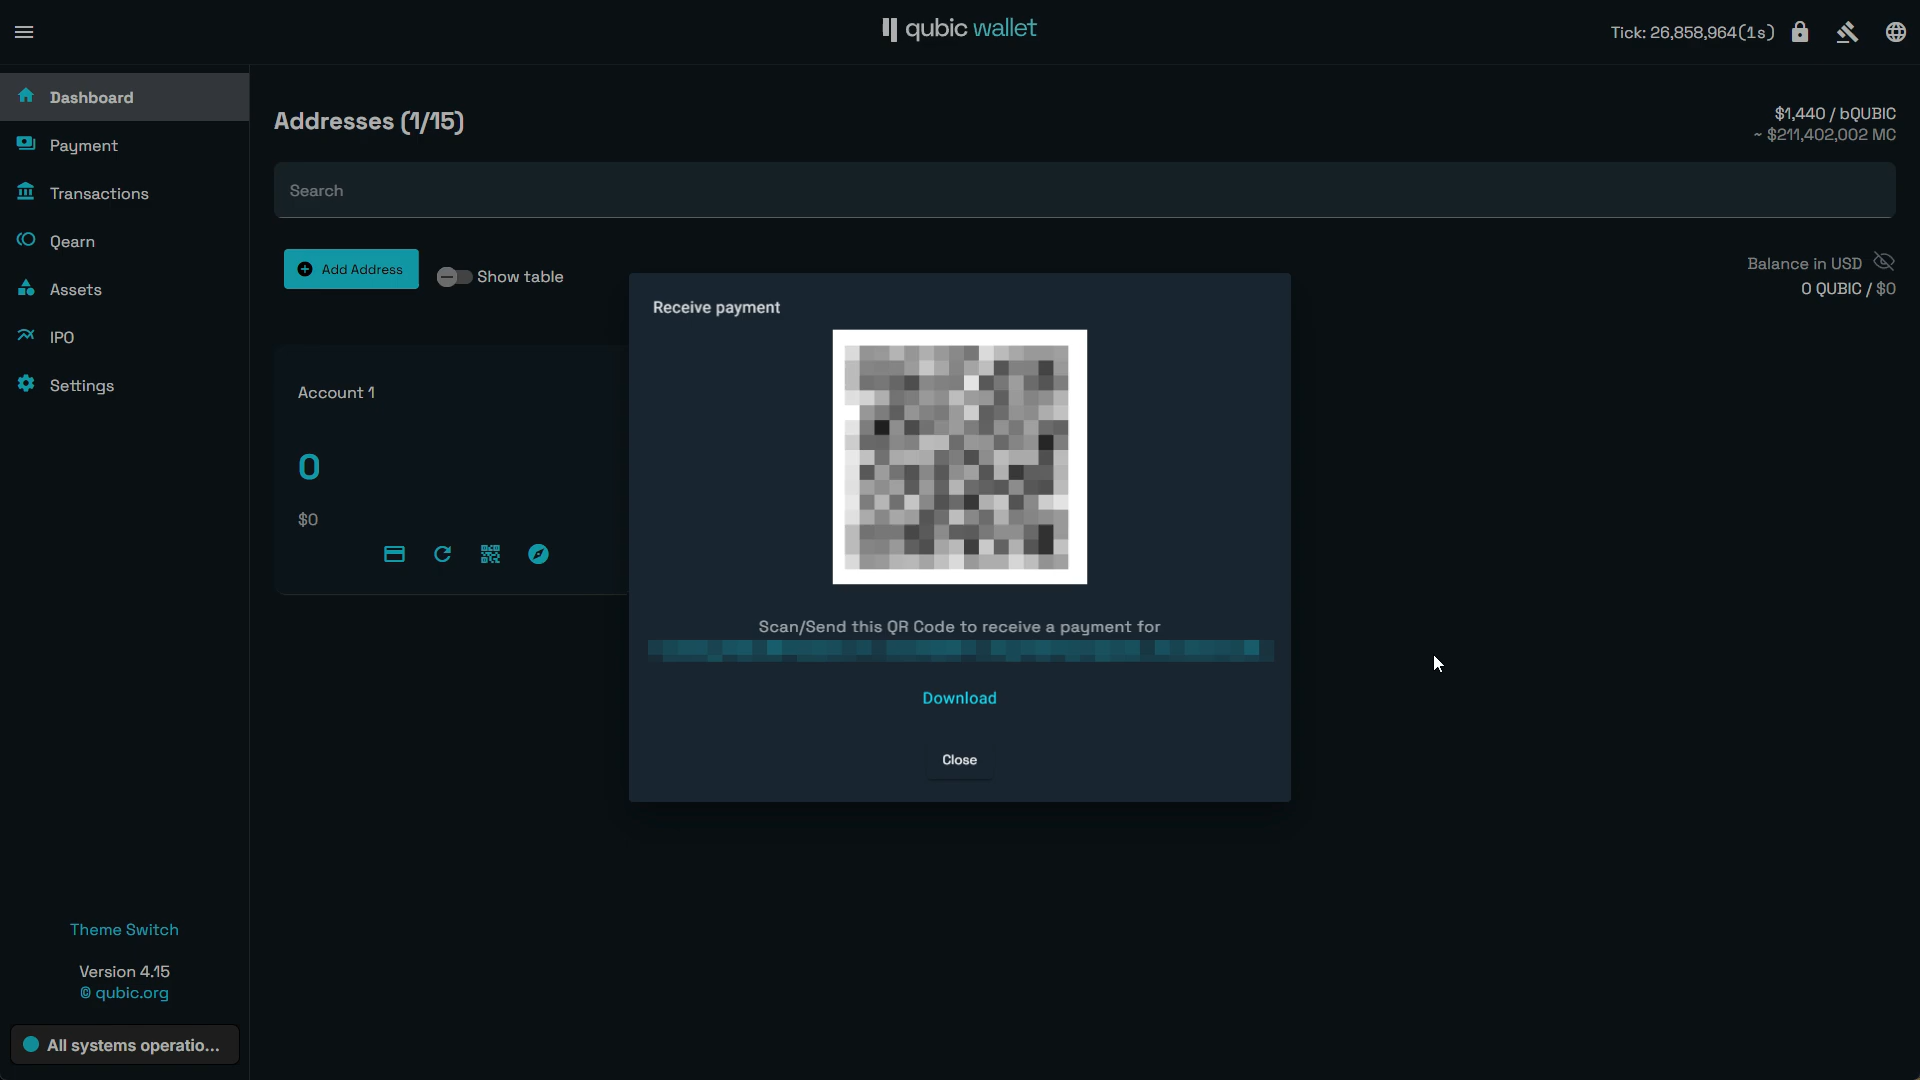 qubic wallet
Tick: 26,858,964(1s)
Dashboard
Payment
Transactions
Qearn
Assets
IPO
Settings
Theme Switch
Version 4.15
© qubic.org
All systems operatio...
Addresses (1/15)
$1,440 / bQUBIC
~ $211,402,002 MC
Search
Add Address
Show table
Balance in USD
0 QUBIC / $0
Account 1
0
$0
Receive payment
Scan/Send this QR Code to receive a payment for
Download
Close